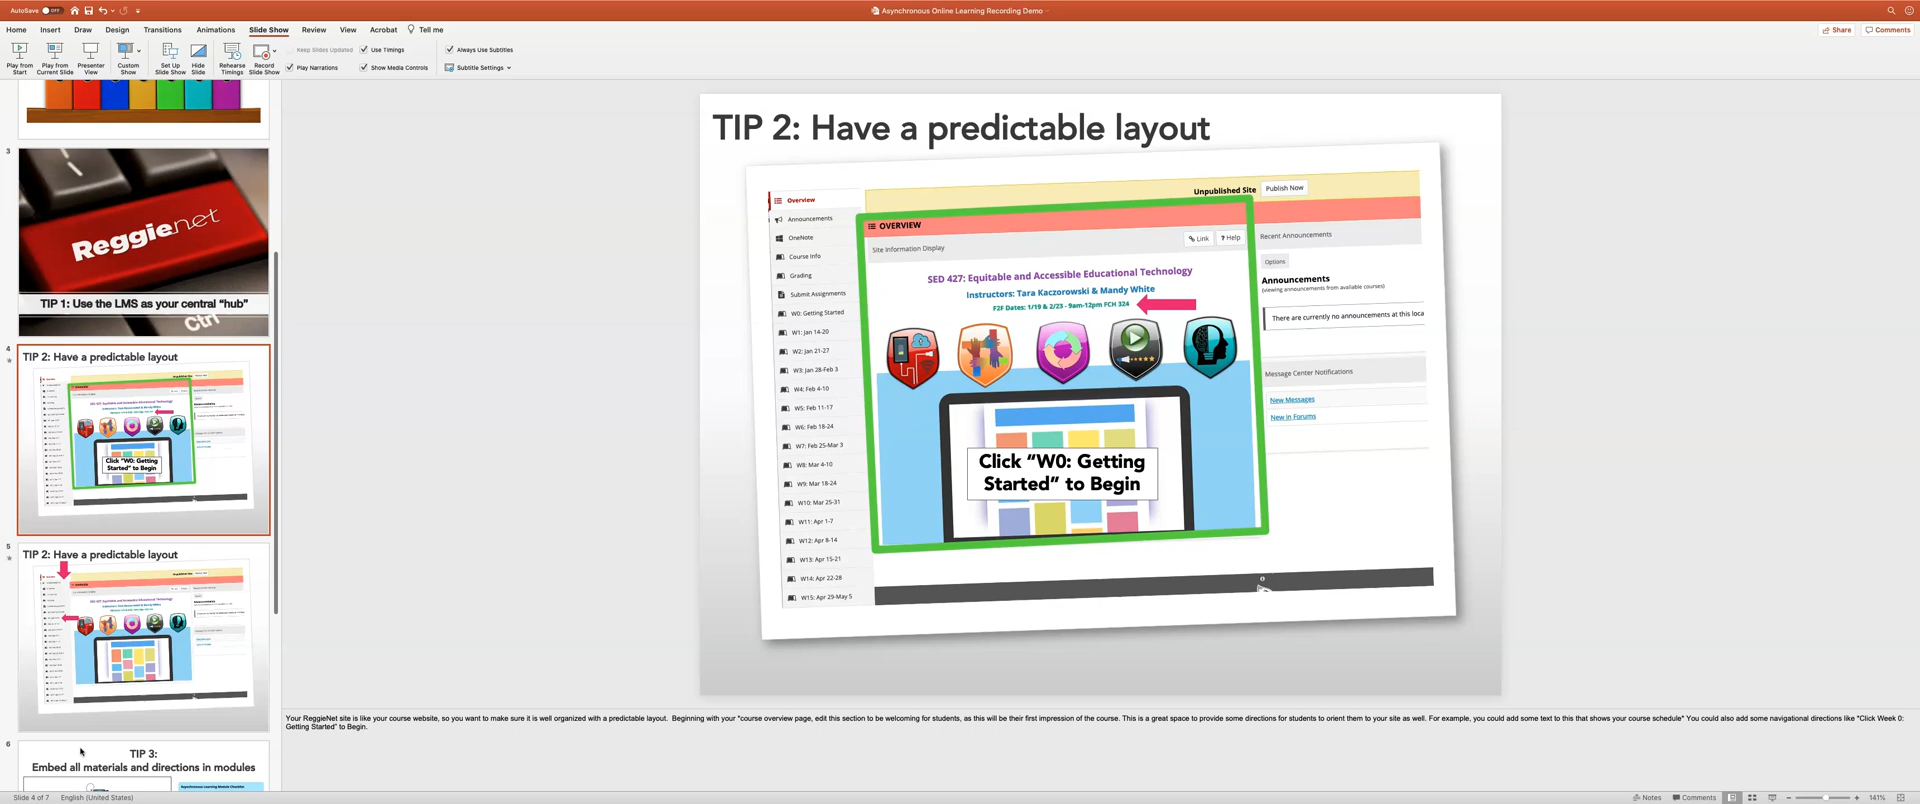 AutoSave OFF
Asynchronous Online Learning Recording Demo
Home Insert Draw Design Transitions Animations Slide Show Review View Acrobat Tell me
Share Comments
Play from Start
Play from Current Slide
Presenter View
Custom Show
Set Up Slide Show
Hide Slide
Rehearse Timings
Record Slide Show
Keep Slides Updated
Use Timings
Play Narrations
Show Media Controls
Always Use Subtitles
Subtitle Settings
3
Reggienet
TIP 1: Use the LMS as your central “hub”
Ctrl
4
TIP 2: Have a predictable layout
Click “W0: Getting
Started” to Begin
5
TIP 2: Have a predictable layout
6
TIP 3:
Embed all materials and directions in modules
Asynchronous Learning Module Checklist
TIP 2: Have a predictable layout
Unpublished Site Publish Now
Overview
Announcements
OneNote
Course Info
Grading
Submit Assignments
W0: Getting Started
W1: Jan 14-20
W2: Jan 21-27
W3: Jan 28-Feb 3
W4: Feb 4-10
W5: Feb 11-17
W6: Feb 18-24
W7: Feb 25-Mar 3
W8: Mar 4-10
W9: Mar 18-24
W10: Mar 25-31
W11: Apr 1-7
W12: Apr 8-14
W13: Apr 15-21
W14: Apr 22-28
W15: Apr 29-May 5
OVERVIEW
Site Information Display
Link ? Help
SED 427: Equitable and Accessible Educational Technology
Instructors: Tara Kaczorowski & Mandy White
F2F Dates: 1/19 & 2/23 - 9am-12pm FCH 324
Click “W0: Getting
Started” to Begin
Recent Announcements
Options
Announcements
(viewing announcements from available courses)
There are currently no announcements at this loca
Message Center Notifications
New Messages
New in Forums
Your ReggieNet site is like your course website, so you want to make sure it is well organized with a predictable layout. Beginning with your *course overview page, edit this section to be welcoming for students, as this will be their first impression of the course. This is a great space to provide some directions for students to orient them to your site as well. For example, you could add some text to this that shows your course schedule* You could also add some navigational directions like *Click Week 0:
Getting Started" to Begin.
Slide 4 of 7 English (United States)
Notes Comments 141%